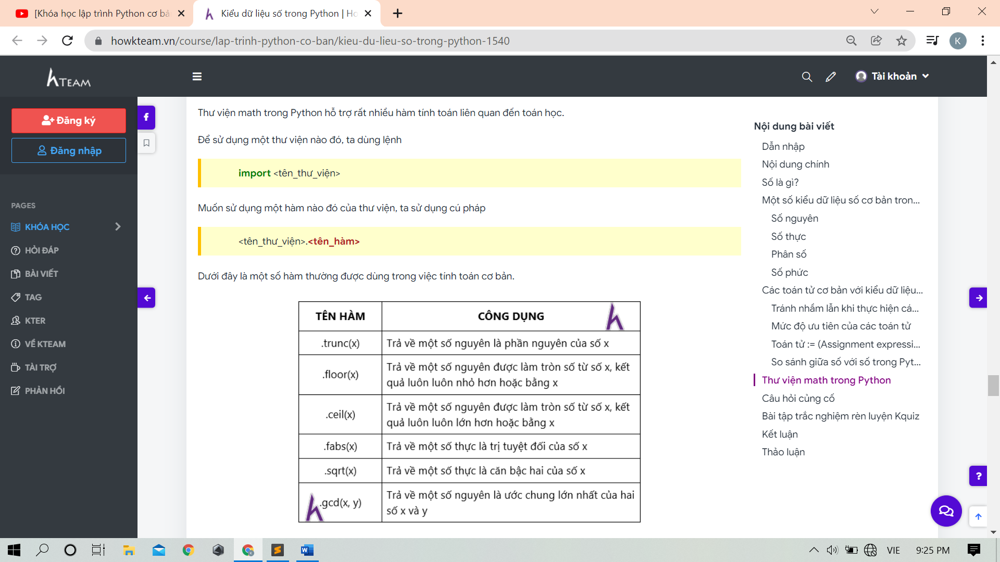 [Khóa học lập trình Python cơ bả
Kiểu dữ liệu số trong Python | Ho
howkteam.vn/course/lap-trinh-python-co-ban/kieu-du-lieu-so-trong-python-1540
K
TEAM
Tài khoản
Đăng ký
Đăng nhập
PAGES
KHÓA HỌC
HỎI ĐÁP
BÀI VIẾT
TAG
KTER
VỀ KTEAM
TÀI TRỢ
PHẢN HỒI
Thư viện math trong Python hỗ trợ rất nhiều hàm tính toán liên quan đến toán học.
Để sử dụng một thư viện nào đó, ta dùng lệnh
import <tên_thư_viện>
Muốn sử dụng một hàm nào đó của thư viện, ta sử dụng cú pháp
<tên_thư_viện>.<tên_hàm>
Dưới đây là một số hàm thường được dùng trong việc tính toán cơ bản.
TÊN HÀM CÔNG DỤNG
.trunc(x) Trả về một số nguyên là phần nguyên của số x
.floor(x) Trả về một số nguyên được làm tròn số từ số x, kết
quả luôn luôn nhỏ hơn hoặc bằng x
.ceil(x) Trả về một số nguyên được làm tròn số từ số x, kết
quả luôn luôn lớn hơn hoặc bằng x
.fabs(x) Trả về một số thực là trị tuyệt đối của số x
.sqrt(x) Trả về một số thực là căn bậc hai của số x
.gcd(x, y) Trả về một số nguyên là ước chung lớn nhất của hai
số x và y
Nội dung bài viết
Dẫn nhập
Nội dung chính
Số là gì?
Một số kiểu dữ liệu số cơ bản tron...
Số nguyên
Số thực
Phân số
Số phức
Các toán tử cơ bản với kiểu dữ liệu...
Tránh nhầm lẫn khi thực hiện cá...
Mức độ ưu tiên của các toán tử
Toán tử := (Assignment expressi...
So sánh giữa số với số trong Pyt...
Thư viện math trong Python
Câu hỏi củng cố
Bài tập trắc nghiệm rèn luyện Kquiz
Kết luận
Thảo luận
VIE
9:25 PM